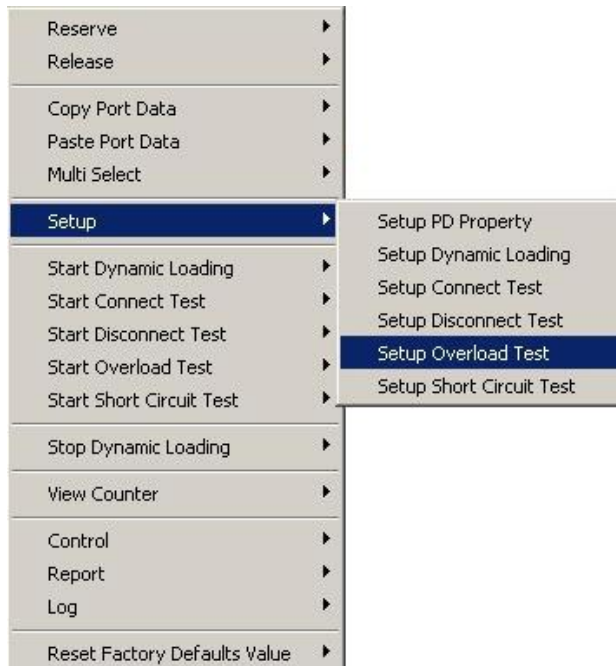 Reserve
Release
Copy Port Data
Paste Port Data
Multi Select
Setup
Setup PD Property
Setup Dynamic Loading
Setup Connect Test
Setup Disconnect Test
Setup Overload Test
Setup Short Circuit Test
Start Dynamic Loading
Start Connect Test
Start Disconnect Test
Start Overload Test
Start Short Circuit Test
Stop Dynamic Loading
View Counter
Control
Report
Log
Reset Factory Defaults Value